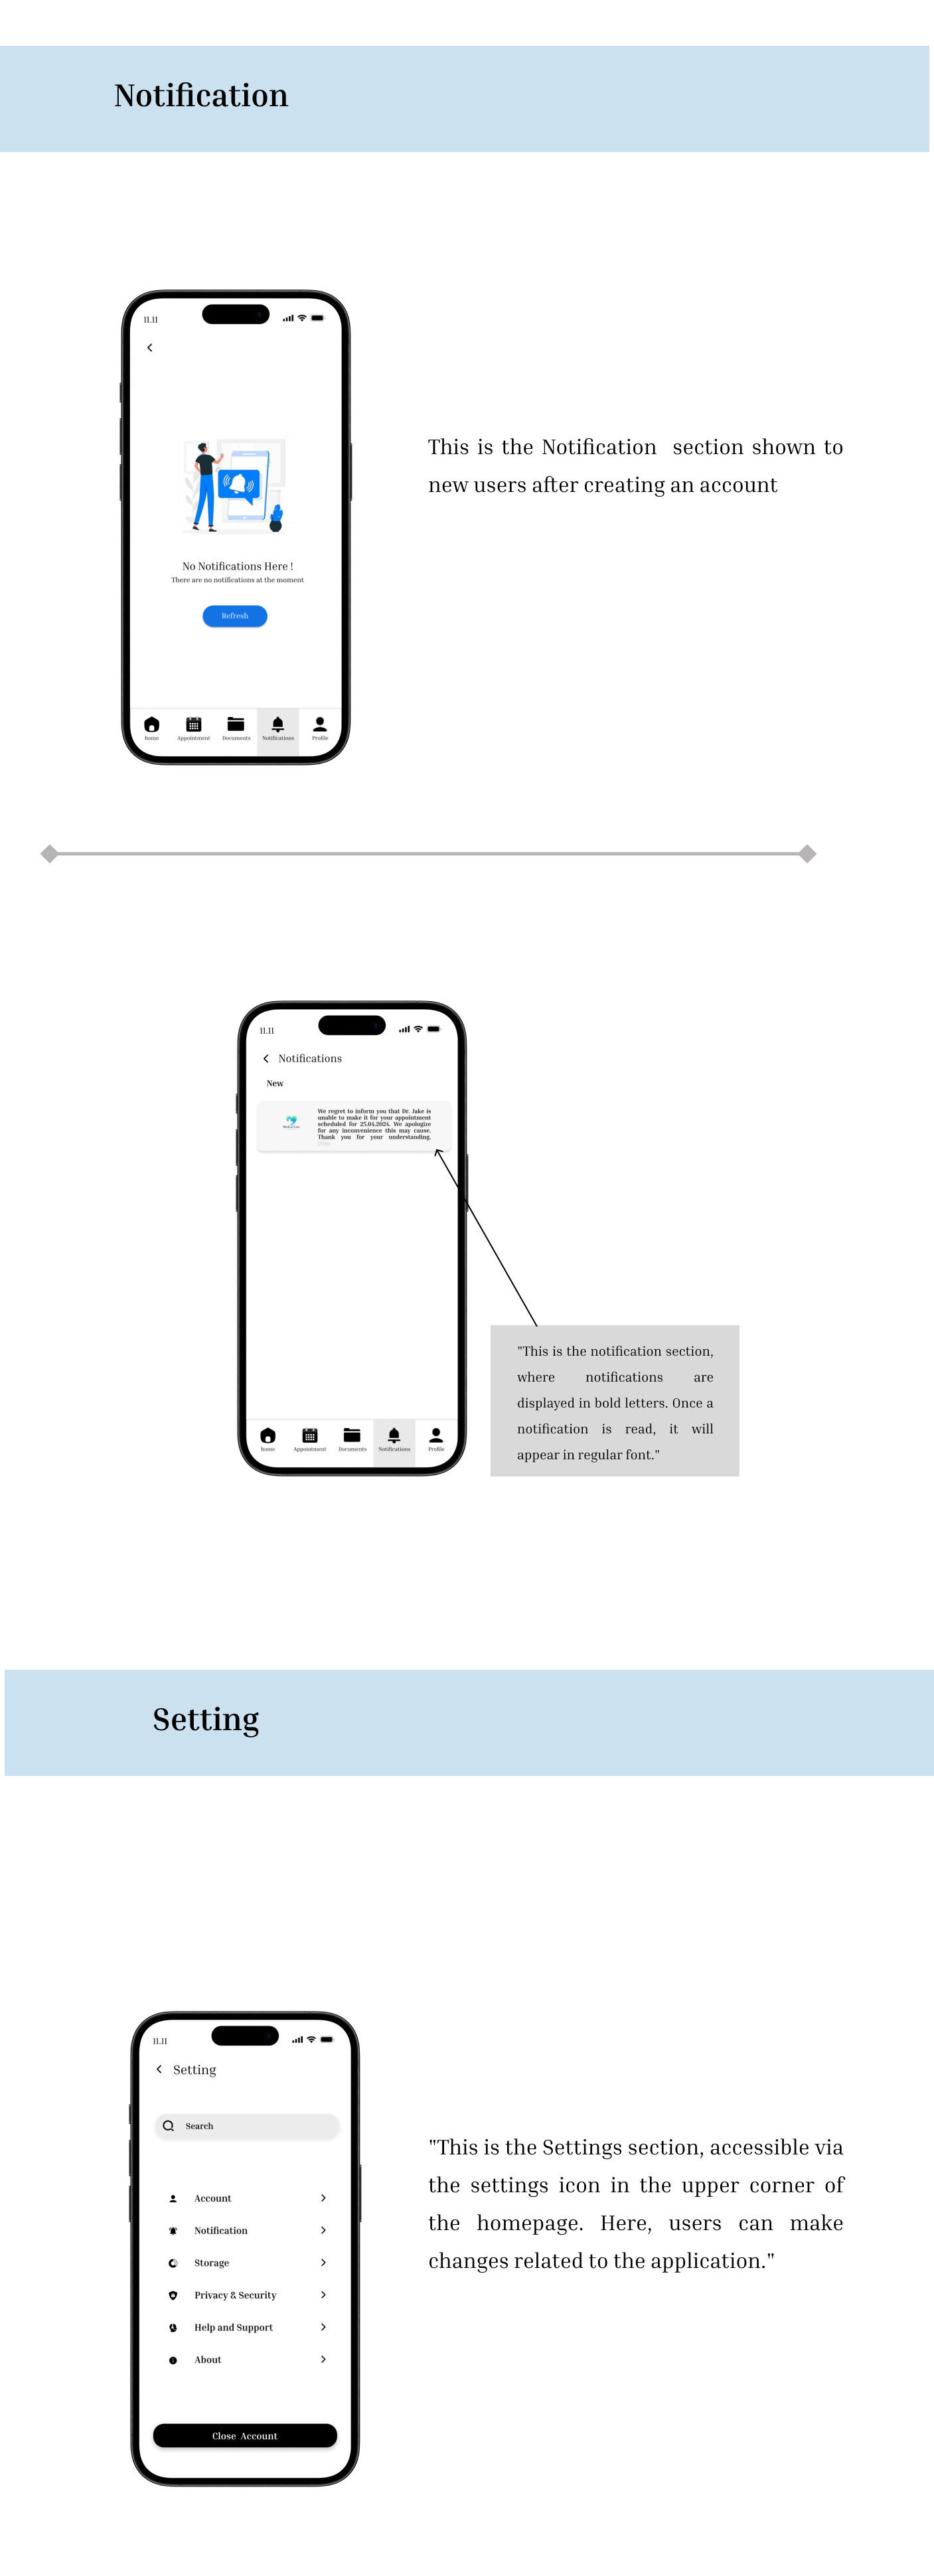 Notification
11.11
This is the Notification section shown to
new users after creating an account
No Notifications Here !
There are no notifications at the moment
Refresh
home Appointment Documents Notifications Profile
11.11
Notifications
New
We regret to inform you that Dr. Jake is
unable to make it for your appointment
scheduled for 25.04.2024. We apologize
for any inconvenience this may cause.
Thank you for your understanding.
"This is the notification section,
where notifications are
displayed in bold letters. Once a
notification is read, it will
appear in regular font."
home Appointment Documents Notifications Profile
Setting
11.11
Setting
Search
"This is the Settings section, accessible via
the settings icon in the upper corner of
the homepage. Here, users can make
changes related to the application."
Account
Notification
Storage
Privacy & Security
Help and Support
About
Close Account